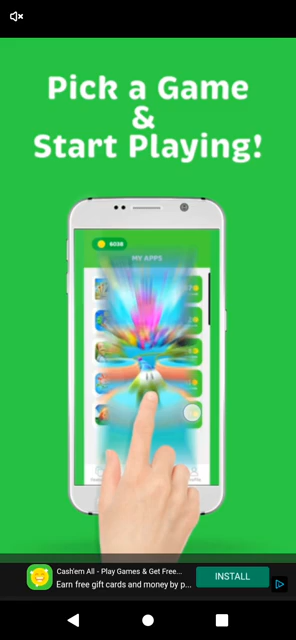 Pick a Game
&
Start Playing!
6038
MY APPS
Cash'em All - Play Games & Get Free...
Earn free gift cards and money by p...
INSTALL